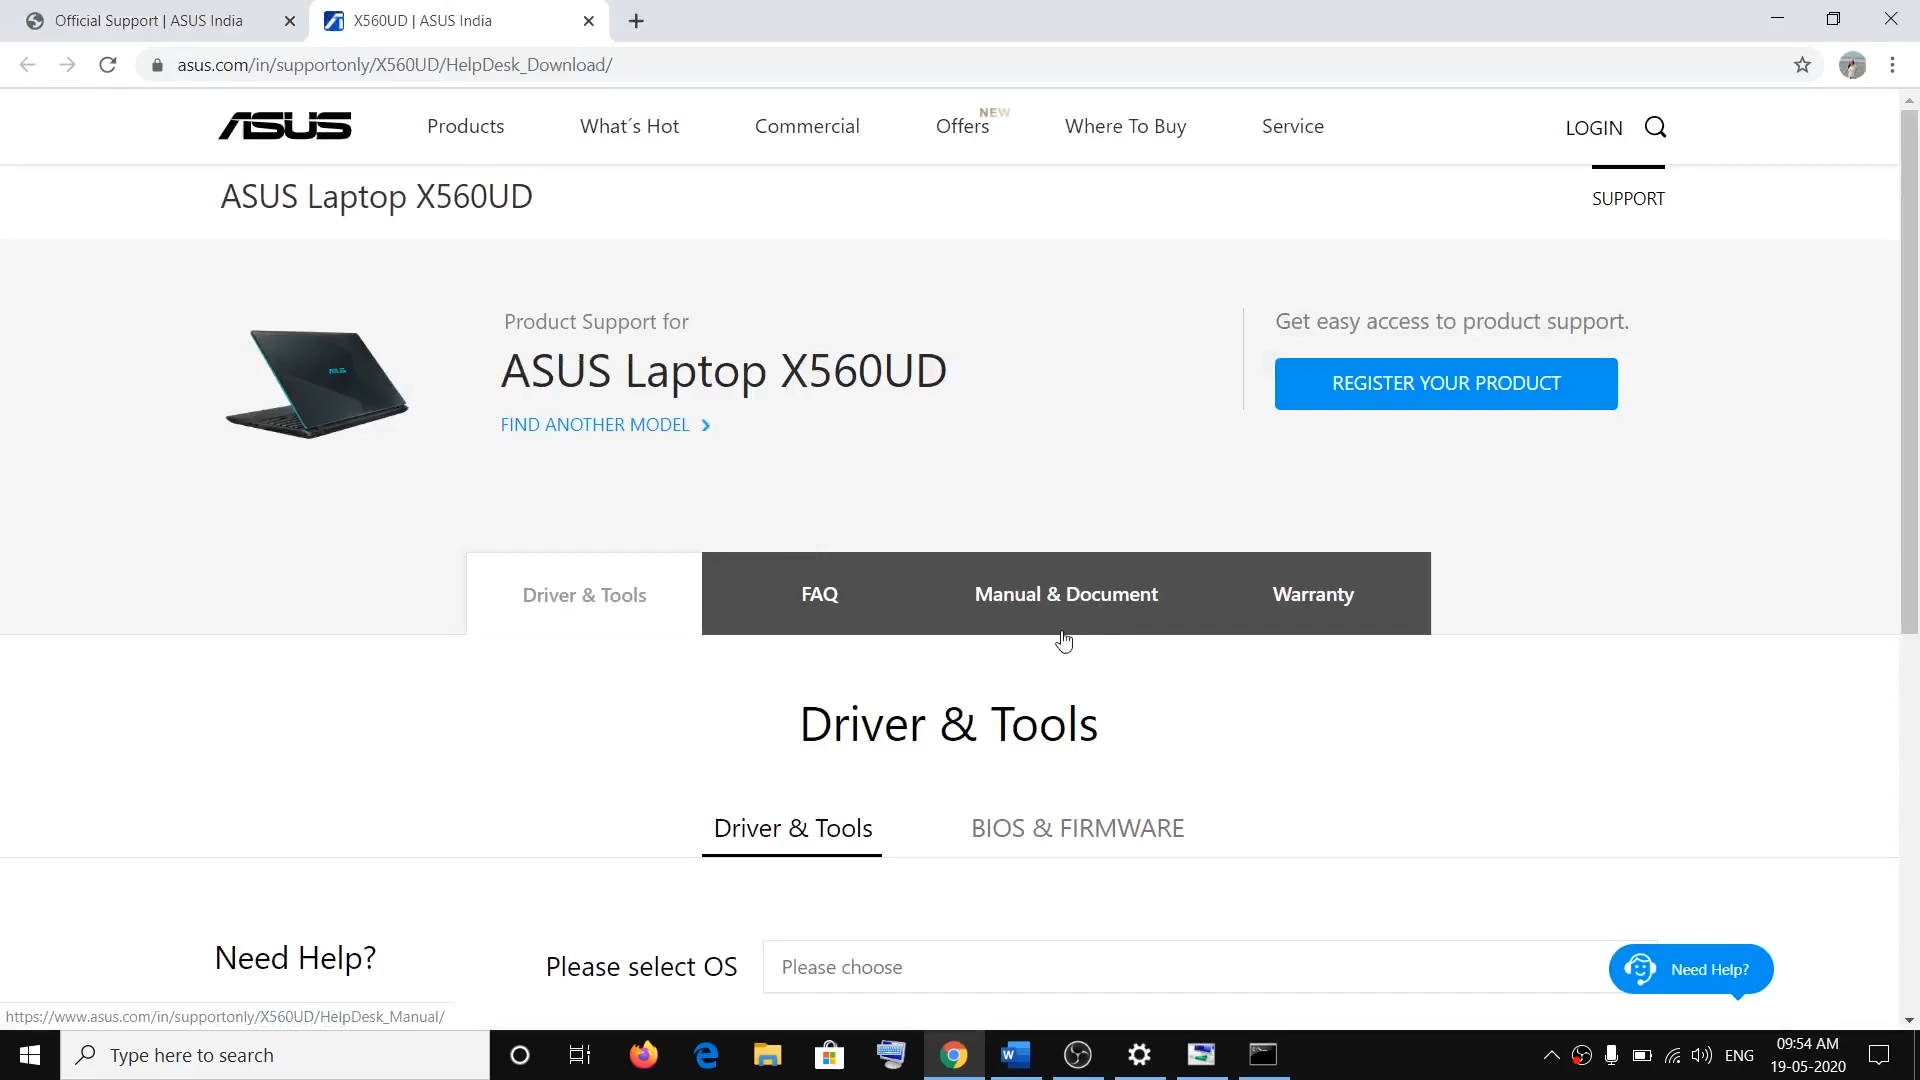 Official Support | ASUS India
X560UD | ASUS India
asus.com/in/supportonly/X560UD/HelpDesk_Download/
ASUS
Products
What´s Hot
Commercial
Offers
NEW
Where To Buy
Service
LOGIN
ASUS Laptop X560UD
SUPPORT
Product Support for
ASUS Laptop X560UD
FIND ANOTHER MODEL
Get easy access to product support.
REGISTER YOUR PRODUCT
Driver & Tools
FAQ
Manual & Document
Warranty
Driver & Tools
Driver & Tools
BIOS & FIRMWARE
Need Help?
Please select OS
Please choose
Need Help?
https://www.asus.com/in/supportonly/X560UD/HelpDesk_Manual/
Type here to search
ENG
09:54 AM
19-05-2020